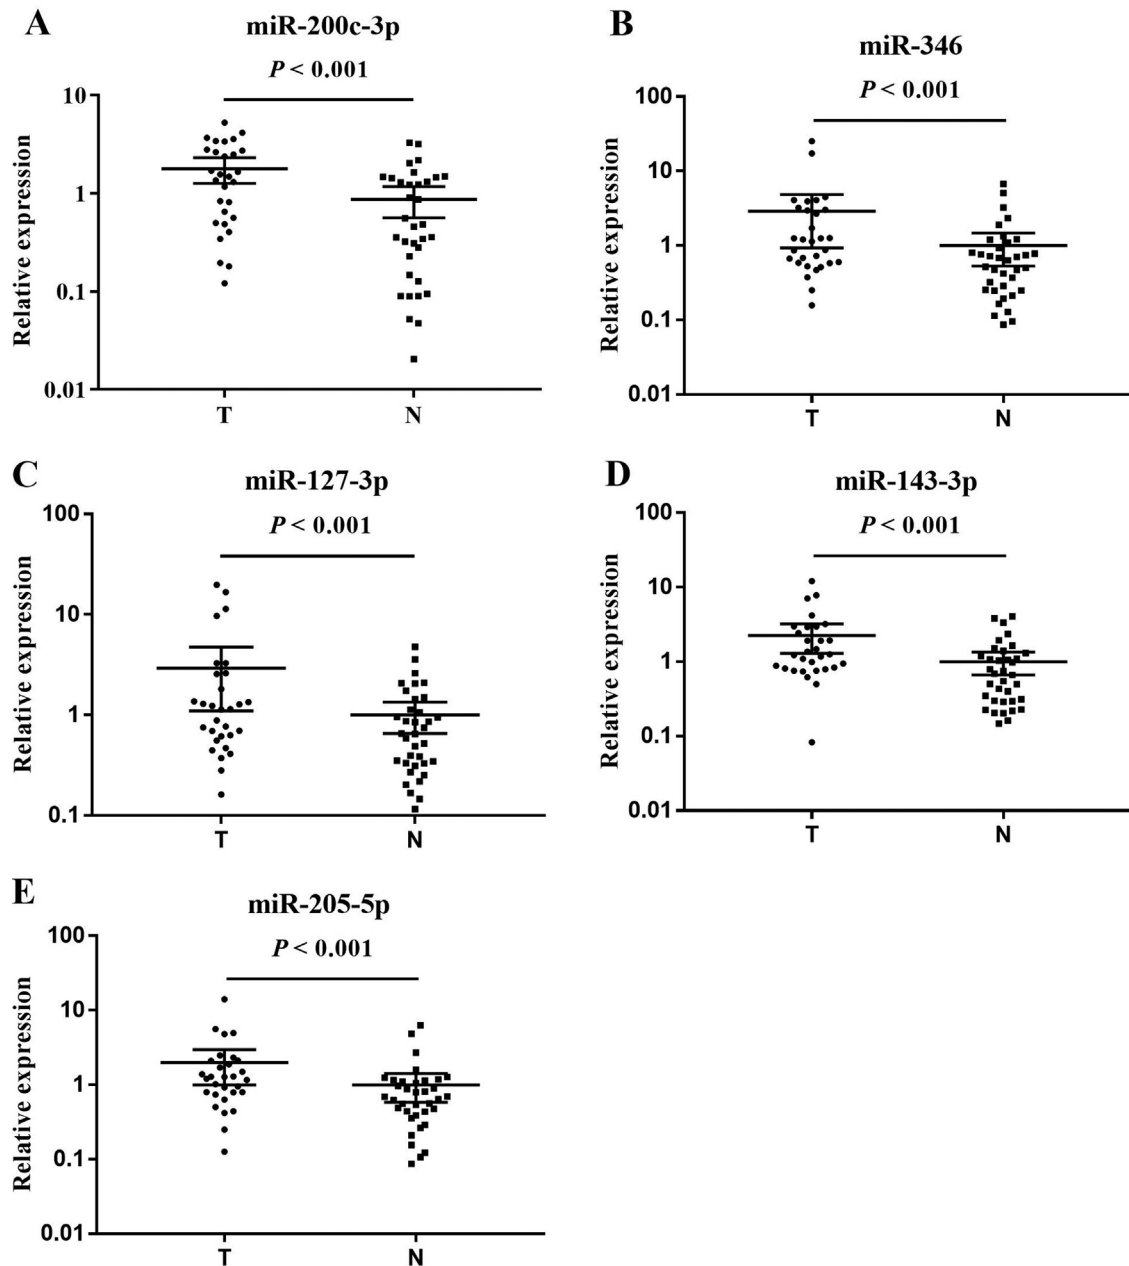 A
miR-200c-3p
P < 0.001
Relative expression
10
1
0.1
0.01
T
N
B
miR-346
P < 0.001
Relative expression
100
10
1
0.1
0.01
T
N
C
miR-127-3p
P < 0.001
Relative expression
100
10
1
0.1
T
N
D
miR-143-3p
P < 0.001
Relative expression
100
10
1
0.1
0.01
T
N
E
miR-205-5p
P < 0.001
Relative expression
100
10
1
0.1
0.01
T
N